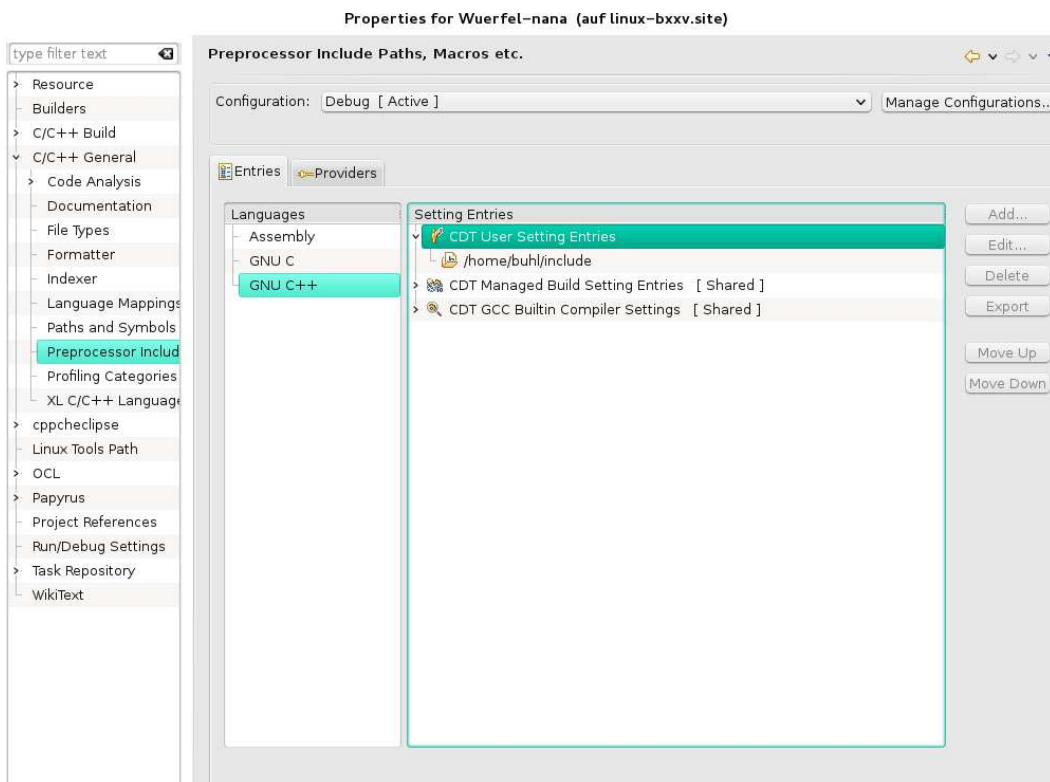 Properties for Wuerfel-nana (auf linux-bxxv.site)
type filter text
Resource
Builders
C/C++ Build
C/C++ General
Code Analysis
Documentation
File Types
Formatter
Indexer
Language Mappings
Paths and Symbols
Preprocessor Includ
Profiling Categories
XL C/C++ Language
cppcheclipse
Linux Tools Path
OCL
Papyrus
Project References
Run/Debug Settings
Task Repository
WikiText
Preprocessor Include Paths, Macros etc.
Configuration: Debug [ Active ]
Manage Configurations...
Entries
Providers
Languages
Assembly
GNU C
GNU C++
Setting Entries
CDT User Setting Entries
/home/buhl/include
CDT Managed Build Setting Entries [ Shared ]
CDT GCC Builtin Compiler Settings [ Shared ]
Add...
Edit...
Delete
Export
Move Up
Move Down